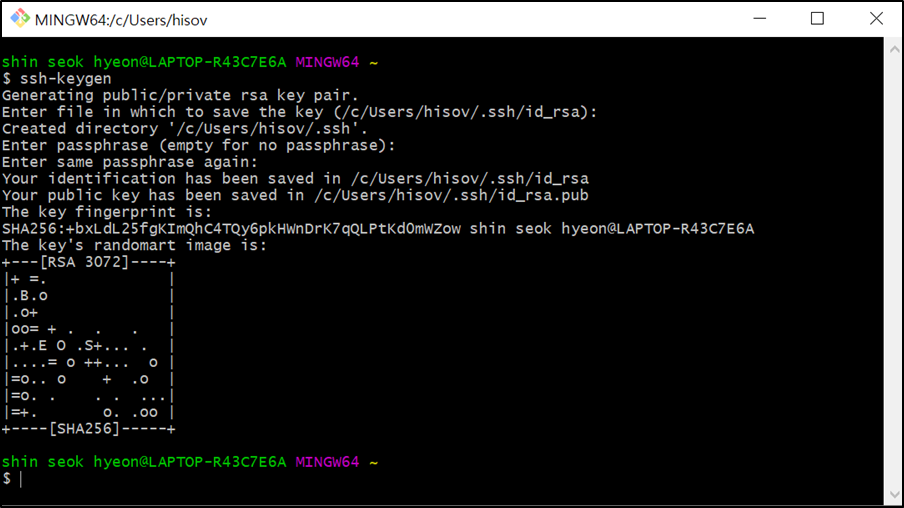 MINGW64:/c/Users/hisov
shin seok hyeon@LAPTOP-R43C7E6A MINGW64 ~
$ ssh-keygen
Generating public/private rsa key pair.
Enter file in which to save the key (/c/Users/hisov/.ssh/id_rsa):
Created directory '/c/Users/hisov/.ssh'.
Enter passphrase (empty for no passphrase):
Enter same passphrase again:
Your identification has been saved in /c/Users/hisov/.ssh/id_rsa
Your public key has been saved in /c/Users/hisov/.ssh/id_rsa.pub
The key fingerprint is:
SHA256:+bxLdL25fgKImQhC4TQy6pkHWnDrK7qQLPtKd0mWZow shin seok hyeon@LAPTOP-R43C7E6A
The key's randomart image is:
+---[RSA 3072]----+
|+ =.             |
|.B.o             |
|.o+              |
|oo= + .  .   .   |
|.+.E O .S+... .  |
|....= o ++...  o |
|=o.. o    +  .o  |
|=o. .    . .  ...|
|=+.       o. .oo |
+----[SHA256]-----+
shin seok hyeon@LAPTOP-R43C7E6A MINGW64 ~
$